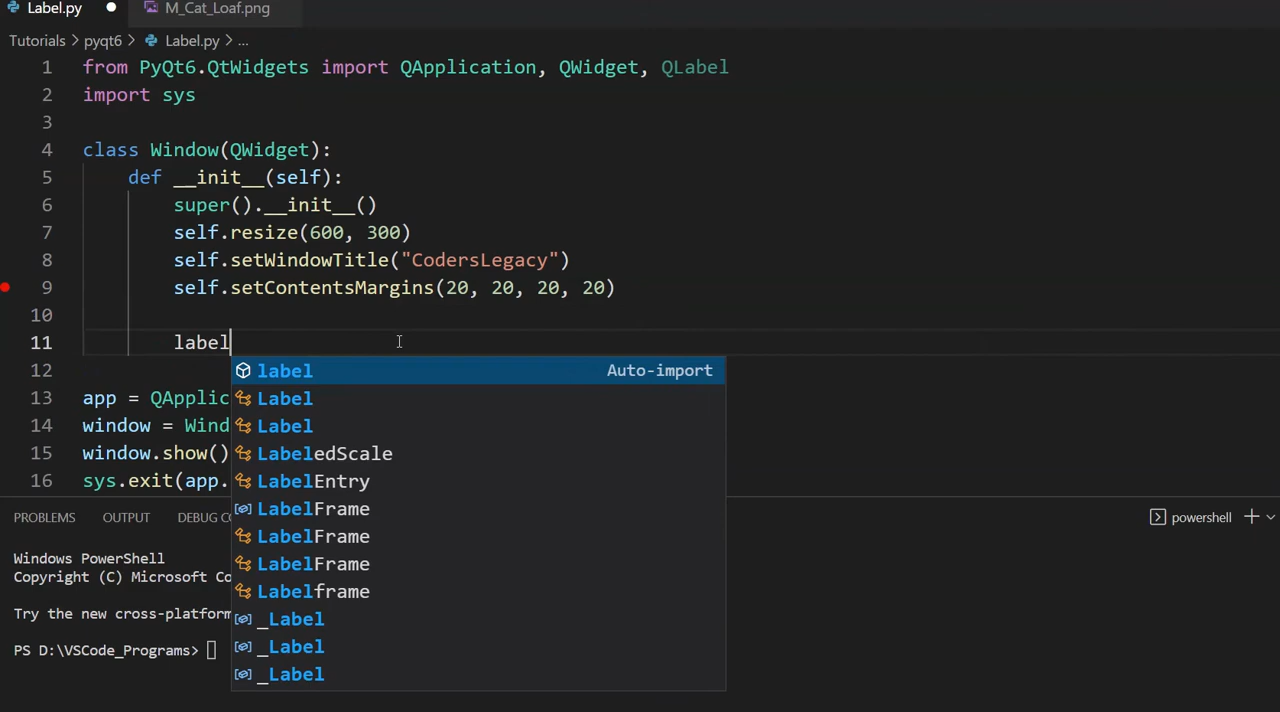 Label.py M_Cat_Loaf.png
Tutorials > pyqt6 > Label.py > ...
1 from PyQt6.QtWidgets import QApplication, QWidget, QLabel
2 import sys
3
4 class Window(QWidget):
5 def __init__(self):
6 super().__init__()
7 self.resize(600, 300)
8 self.setWindowTitle("CodersLegacy")
9 self.setContentsMargins(20, 20, 20, 20)
10
11 label
12
label Auto-import
13 app = QApplic
Label
14 window = Wind
Label
15 window.show()
LabeledScale
16 sys.exit(app.
LabelEntry
LabelFrame
PROBLEMS OUTPUT DEBUG CO powershell
LabelFrame
Windows PowerShell
LabelFrame
Copyright (C) Microsoft Co
Labelframe
Try the new cross-platform
_Label
PS D:\VSCode_Programs>
_Label
_Label